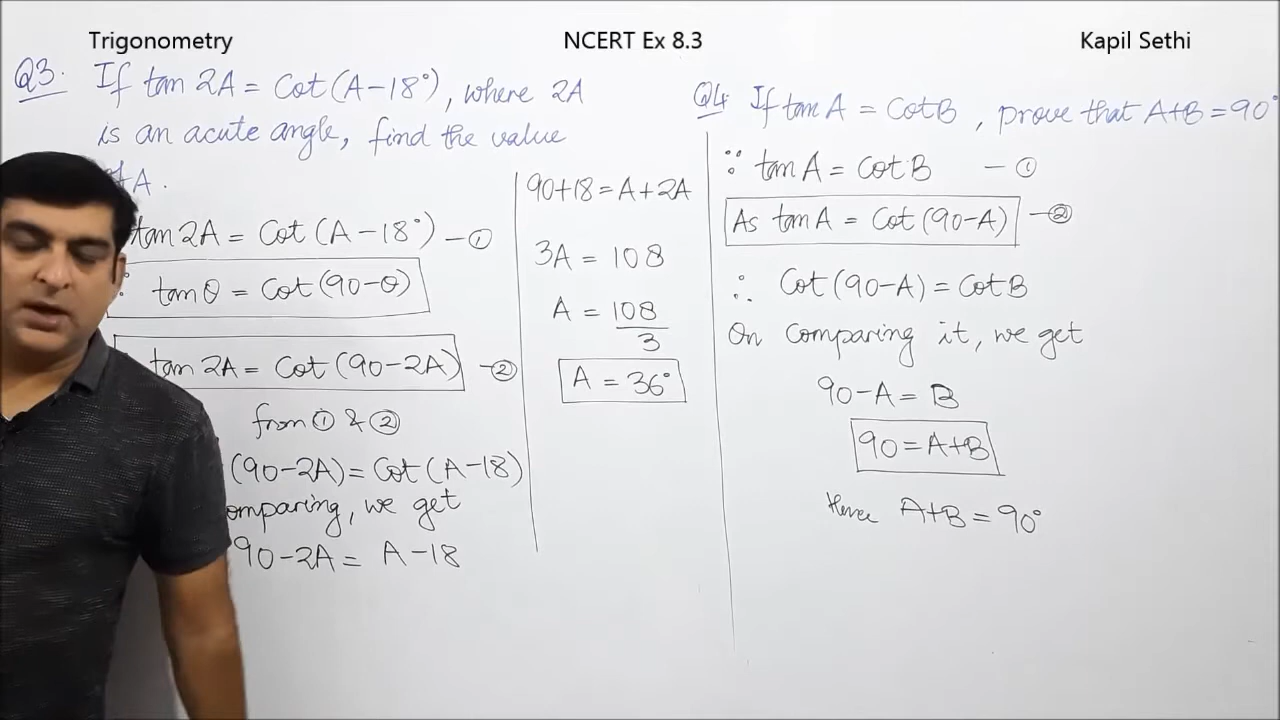 Trigonometry
NCERT Ex 8.3
Kapil Sethi
Q3. If tan 2A = Cot (A-18°), where 2A
is an acute angle, find the value
A.
tan 2A = Cot (A-18°) - ①
tanθ = Cot (90-θ)
tan 2A = Cot (90-2A) - ②
from ① & ②
(90-2A) = Cot (A-18)
we get
90-2A = A-18
90+18 = A+2A
3A = 108
A = 108
3
A = 36°
Q4. If tan A = Cot B, prove that A+B = 90°
∵ tan A = Cot B - ①
As tan A = Cot (90-A) - ②
∴ Cot (90-A) = Cot B
On Comparing it, we get
90-A = B
90 = A+B
Hence A+B = 90°